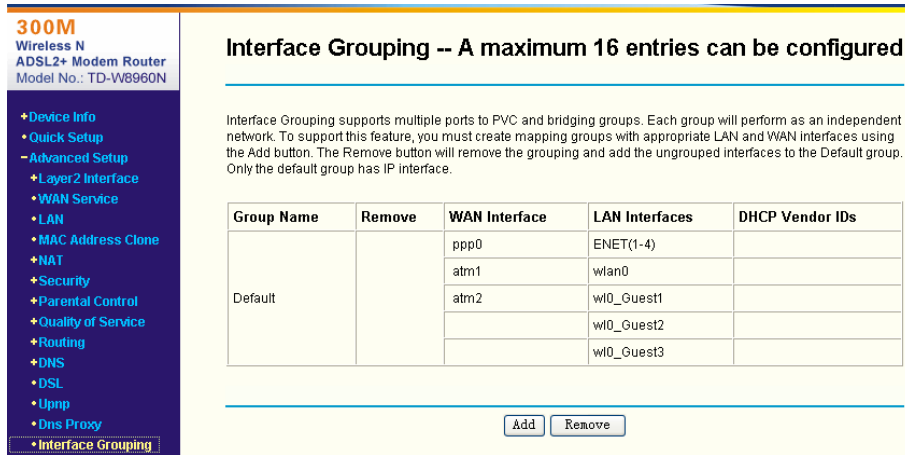 300M
Wireless N
ADSL2+ Modem Router
Model No.: TD-W8960N
+Device Info
•Quick Setup
-Advanced Setup
+Layer2 Interface
•WAN Service
•LAN
•MAC Address Clone
+NAT
+Security
+Parental Control
+Quality of Service
+Routing
+DNS
•DSL
•Upnp
•Dns Proxy
•Interface Grouping
Interface Grouping -- A maximum 16 entries can be configured
Interface Grouping supports multiple ports to PVC and bridging groups. Each group will perform as an independent
network. To support this feature, you must create mapping groups with appropriate LAN and WAN interfaces using
the Add button. The Remove button will remove the grouping and add the ungrouped interfaces to the Default group.
Only the default group has IP interface.
Group Name Remove WAN Interface LAN Interfaces DHCP Vendor IDs
ppp0 ENET(1-4)
atm1 wlan0
Default atm2 wl0_Guest1
wl0_Guest2
wl0_Guest3
Add Remove